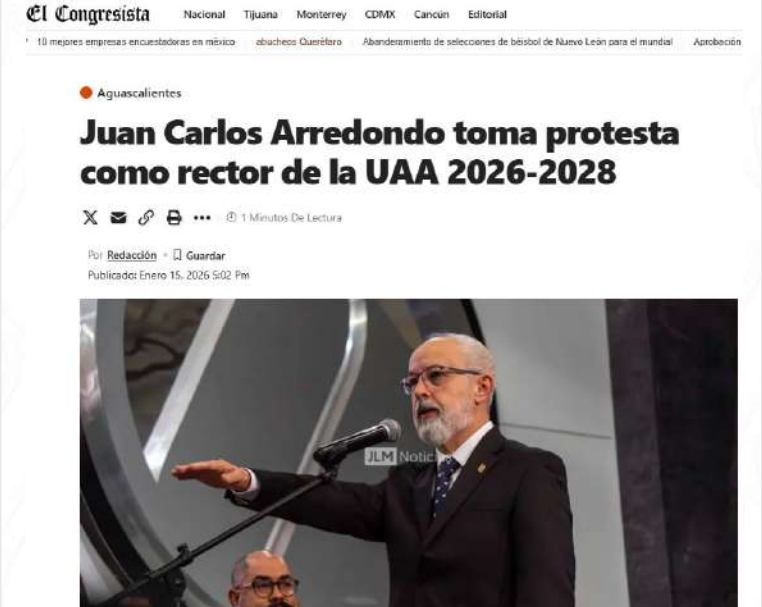 El Congresista
Nacional Tijuana Monterrey CDMX Cancún Editorial
10 mejores empresas encuestadoras en méxico abucheos Querétaro Abanderamiento de selecciones de béisbol de Nuevo León para el mundial Aprobación
Aguascalientes
Juan Carlos Arredondo toma protesta
como rector de la UAA 2026-2028
1 Minutos De Lectura
Por Redacción Guardar
Publicado: Enero 15, 2026 5:02 Pm
JLM Noticias